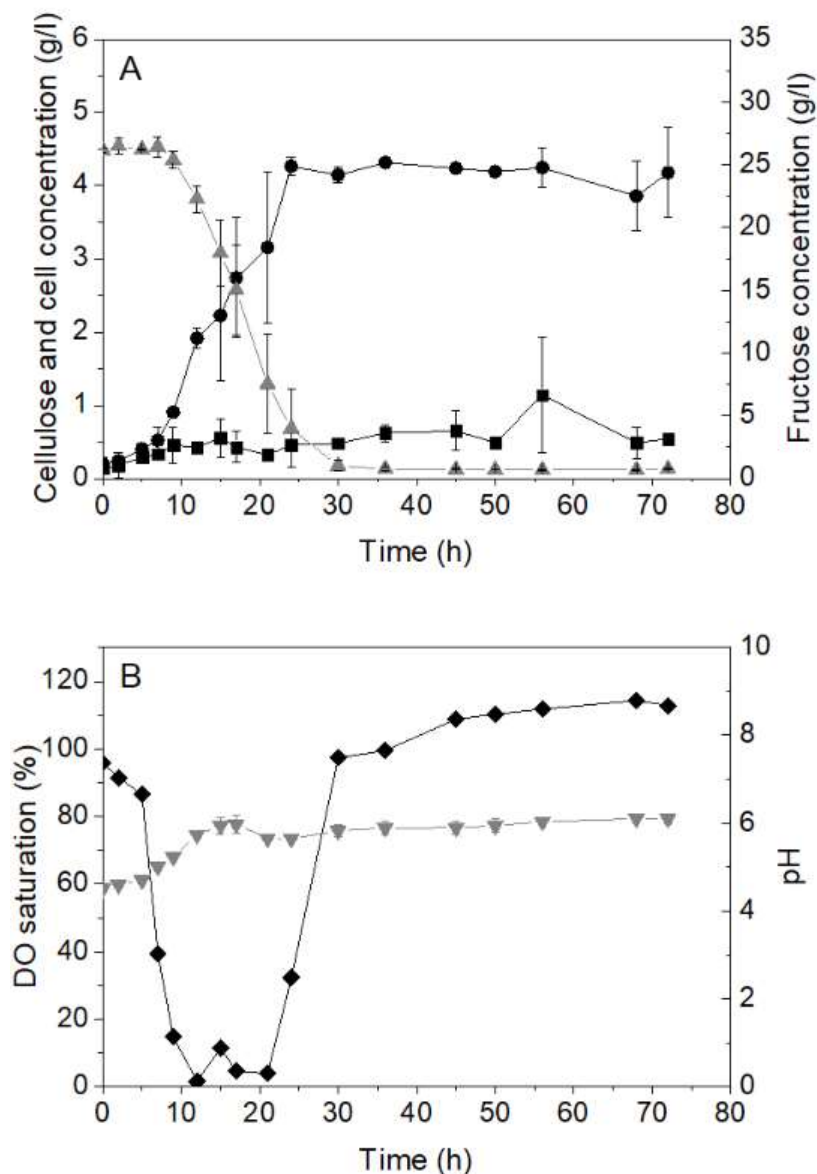 A
Cellulose and cell concentration (g/l)
6
5
4
3
2
1
0
35
30
25
20
15
10
5
0
Fructose concentration (g/l)
0 10 20 30 40 50 60 70 80
Time (h)
B
DO saturation (%)
120
100
80
60
40
20
0
10
8
6
4
2
0
pH
0 10 20 30 40 50 60 70 80
Time (h)